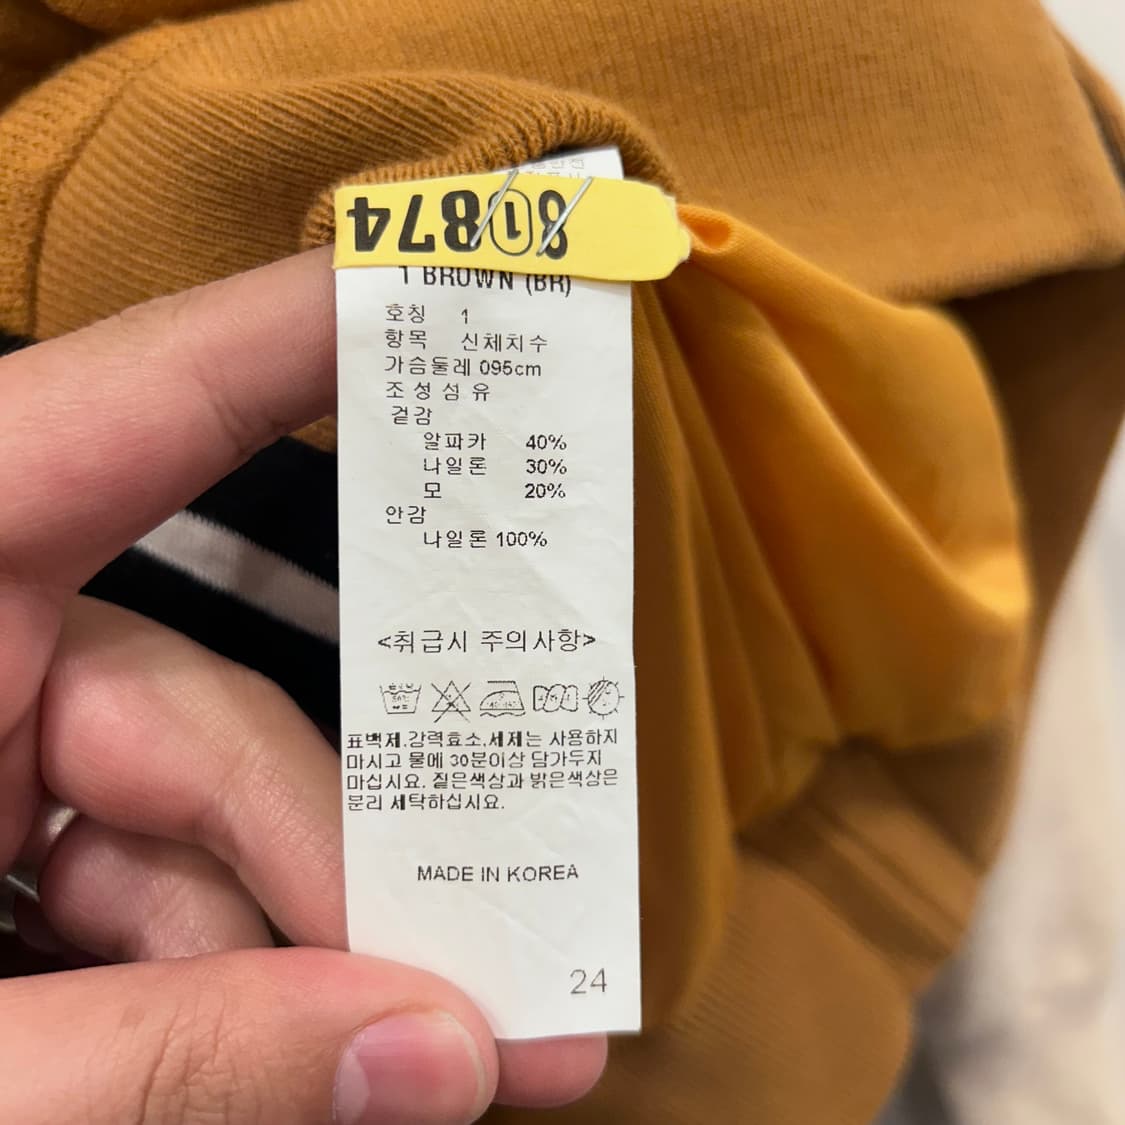 8①874
1 BROWN (BR)
호칭 1
항목 신체치수
가슴둘레 095cm
조성섬유
겉감
알파카 40%
나일론 30%
모 20%
안감
나일론 100%
<취급시 주의사항>
표백제.강력효소.세제는 사용하지
마시고 물에 30분이상 담가두지
마십시요. 짙은색상과 밝은색상은
분리 세탁하십시요.
MADE IN KOREA
24